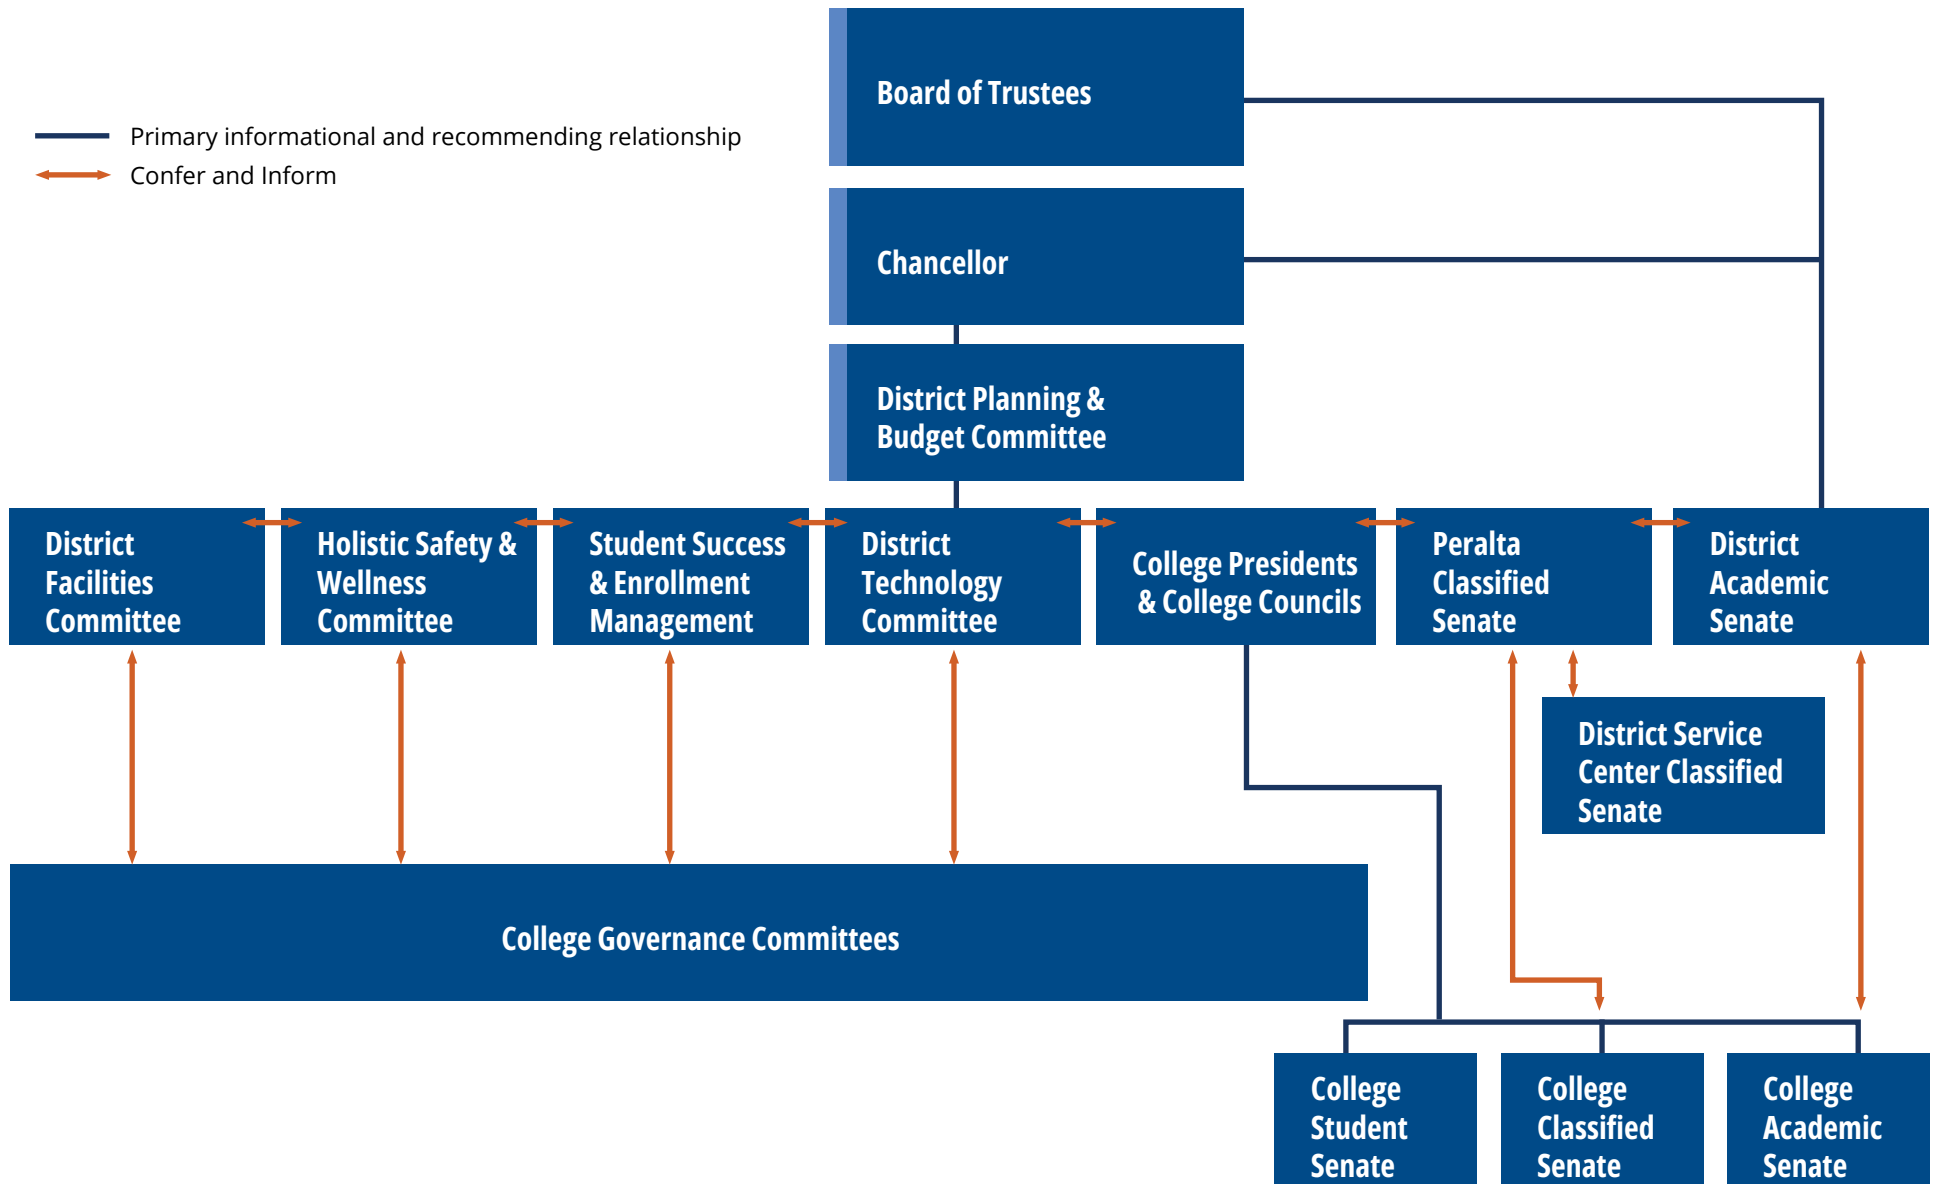 Board of Trustees
Primary informational and recommending relationship
Confer and Inform
Chancellor
District Planning &
Budget Committee
District
Facilities
Committee
Holistic Safety &
Wellness
Committee
Student Success
& Enrollment
Management
District
Technology
Committee
College Presidents
& College Councils
Peralta
Classified
Senate
District
Academic
Senate
District Service
Center Classified
Senate
College Governance Committees
College
Student
Senate
College
Classified
Senate
College
Academic
Senate